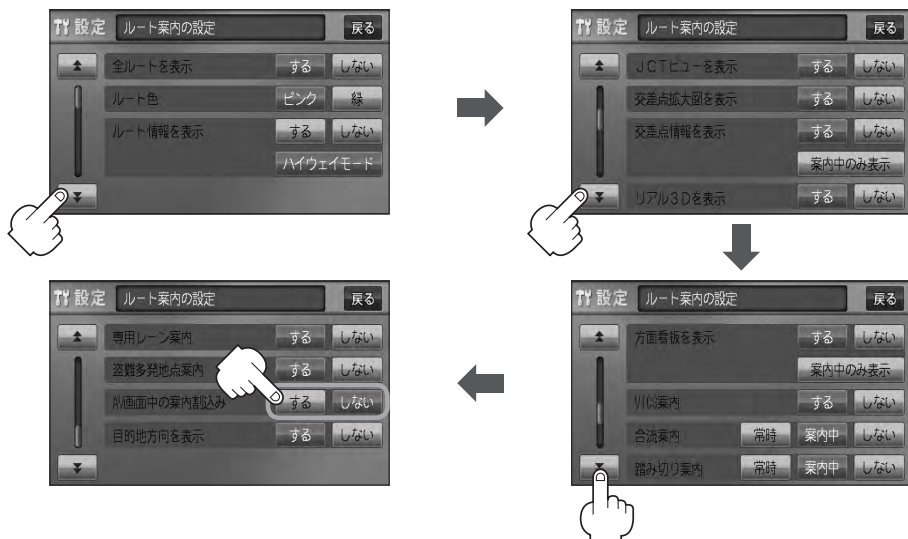 設定 ルート案内の設定 戻る
全ルートを表示 する しない
ルート色 ピンク 緑
ルート情報を表示 する しない
ハイウェイモード
設定 ルート案内の設定 戻る
JCTビューを表示 する しない
交差点拡大図を表示 する しない
交差点情報を表示 する しない
案内中のみ表示
リアル3Dを表示 する しない
設定 ルート案内の設定 戻る
方面看板を表示 する しない
案内中のみ表示
VICS案内 する しない
合流案内 常時 案内中 しない
踏み切り案内 常時 案内中 しない
設定 ルート案内の設定 戻る
専用レーン案内 する しない
盗難多発地点案内 する しない
AV画面中の案内割込み する しない
目的地方向を表示 する しない